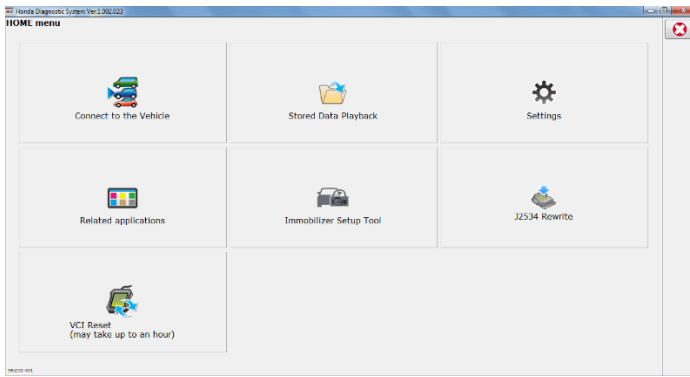 Honda Diagnostic System Ver.1.002.023
HOME menu
Connect to the Vehicle
Stored Data Playback
Settings
Related applications
Immobilizer Setup Tool
J2534 Rewrite
VCI Reset
(may take up to an hour)